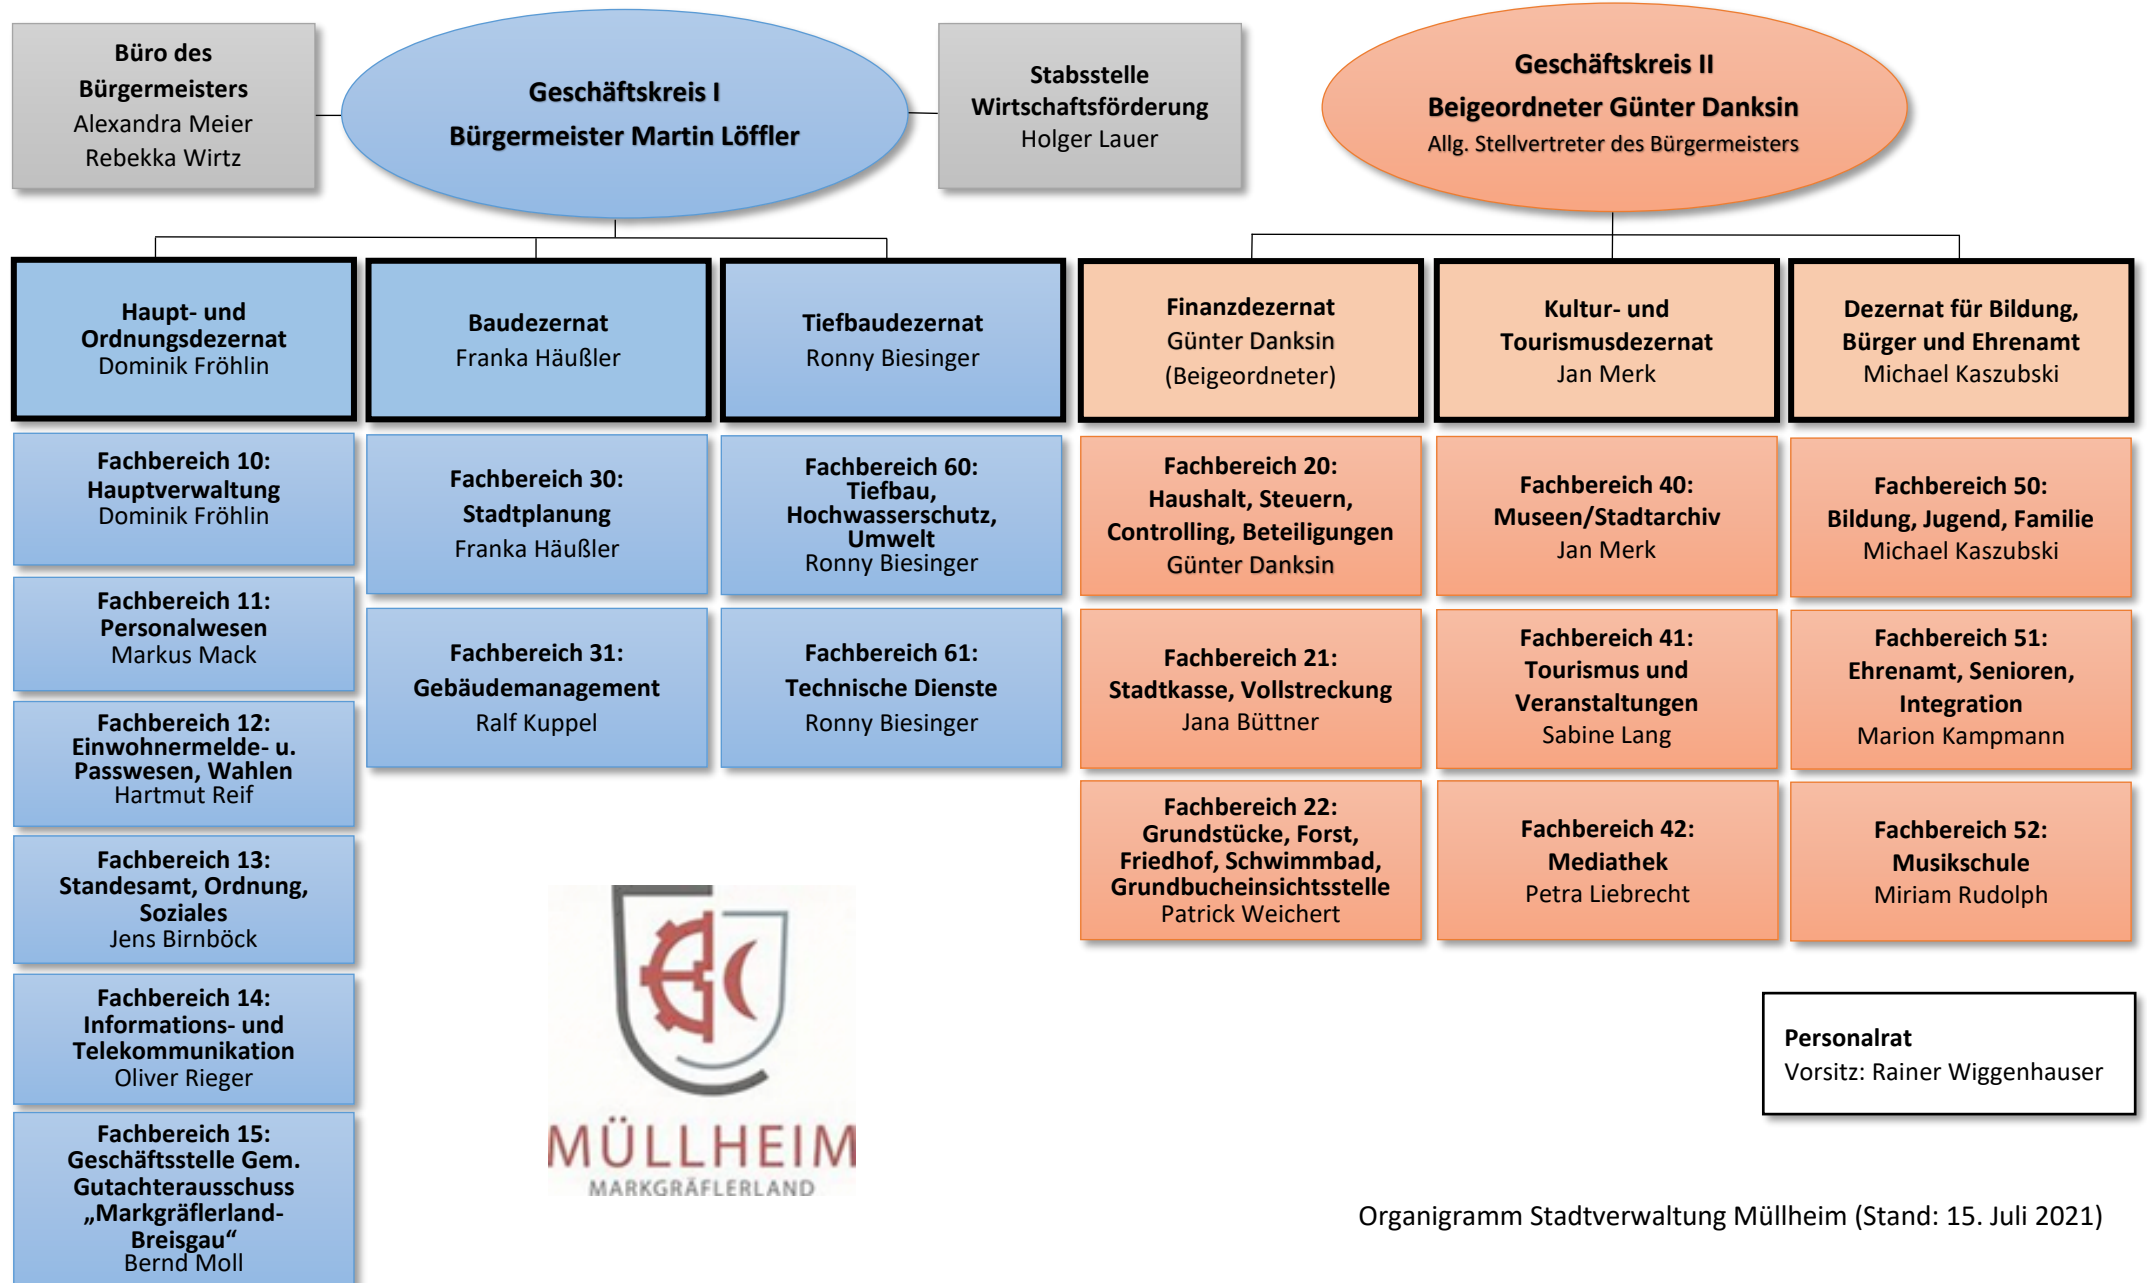 Büro des
Bürgermeisters
Alexandra Meier
Rebekka Wirtz
Geschäftskreis I
Bürgermeister Martin Löffler
Stabsstelle
Wirtschaftsförderung
Holger Lauer
Geschäftskreis II
Beigeordneter Günter Danksin
Allg. Stellvertreter des Bürgermeisters
Haupt- und
Ordnungsdezernat
Dominik Fröhlin
Baudezernat
Franka Häußler
Tiefbaudezernat
Ronny Biesinger
Finanzdezernat
Günter Danksin
(Beigeordneter)
Kultur- und
Tourismusdezernat
Jan Merk
Dezernat für Bildung,
Bürger und Ehrenamt
Michael Kaszubski
Fachbereich 10:
Hauptverwaltung
Dominik Fröhlin
Fachbereich 11:
Personalwesen
Markus Mack
Fachbereich 12:
Einwohnermelde- u.
Passwesen, Wahlen
Hartmut Reif
Fachbereich 13:
Standesamt, Ordnung,
Soziales
Jens Birnböck
Fachbereich 14:
Informations- und
Telekommunikation
Oliver Rieger
Fachbereich 15:
Geschäftsstelle Gem.
Gutachterausschuss
„Markgräflerland-
Breisgau“
Bernd Moll
Fachbereich 30:
Stadtplanung
Franka Häußler
Fachbereich 31:
Gebäudemanagement
Ralf Kuppel
Fachbereich 60:
Tiefbau,
Hochwasserschutz,
Umwelt
Ronny Biesinger
Fachbereich 61:
Technische Dienste
Ronny Biesinger
Fachbereich 20:
Haushalt, Steuern,
Controlling, Beteiligungen
Günter Danksin
Fachbereich 21:
Stadtkasse, Vollstreckung
Jana Büttner
Fachbereich 22:
Grundstücke, Forst,
Friedhof, Schwimmbad,
Grundbucheinsichtsstelle
Patrick Weichert
Fachbereich 40:
Museen/Stadtarchiv
Jan Merk
Fachbereich 41:
Tourismus und
Veranstaltungen
Sabine Lang
Fachbereich 42:
Mediathek
Petra Liebrecht
Fachbereich 50:
Bildung, Jugend, Familie
Michael Kaszubski
Fachbereich 51:
Ehrenamt, Senioren,
Integration
Marion Kampmann
Fachbereich 52:
Musikschule
Miriam Rudolph
MÜLLHEIM
MARKGRÄFLERLAND
Personalrat
Vorsitz: Rainer Wiggenhauser
Organigramm Stadtverwaltung Müllheim (Stand: 15. Juli 2021)